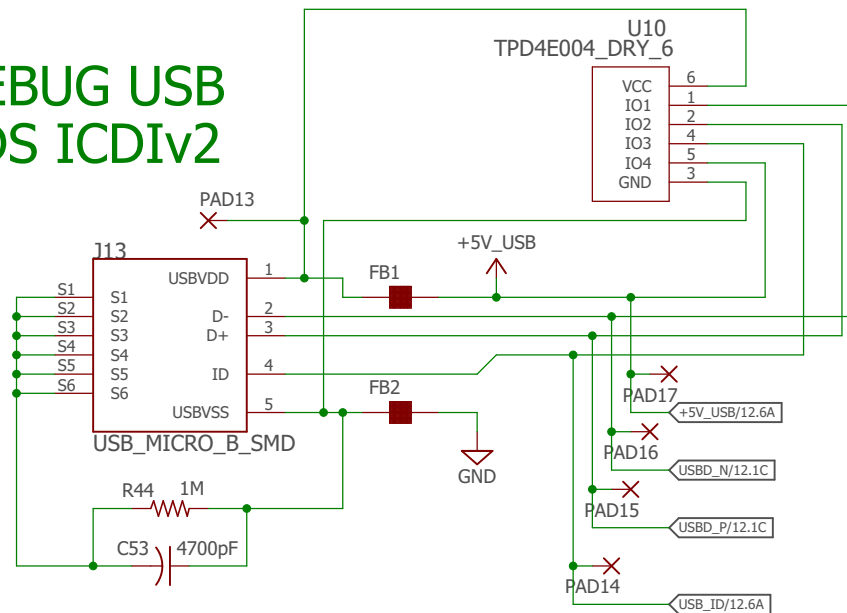 EBUG USB
OS ICDIv2
U10
TPD4E004_DRY_6
VCC 6
IO1 1
IO2 2
IO3 4
IO4 5
GND 3
PAD13
J13
+5V_USB
FB1
USBVDD 1
S1 S1
S2 S2 D- 2
S3 S3 D+ 3
S4 S4
S5 S5 ID 4
S6 S6
USBVSS 5
USB_MICRO_B_SMD
FB2
GND
PAD17
+5V_USB/12.6A
PAD16
USBD_N/12.1C
PAD15
USBD_P/12.1C
PAD14
USB_ID/12.6A
R44 1M
C53 4700pF